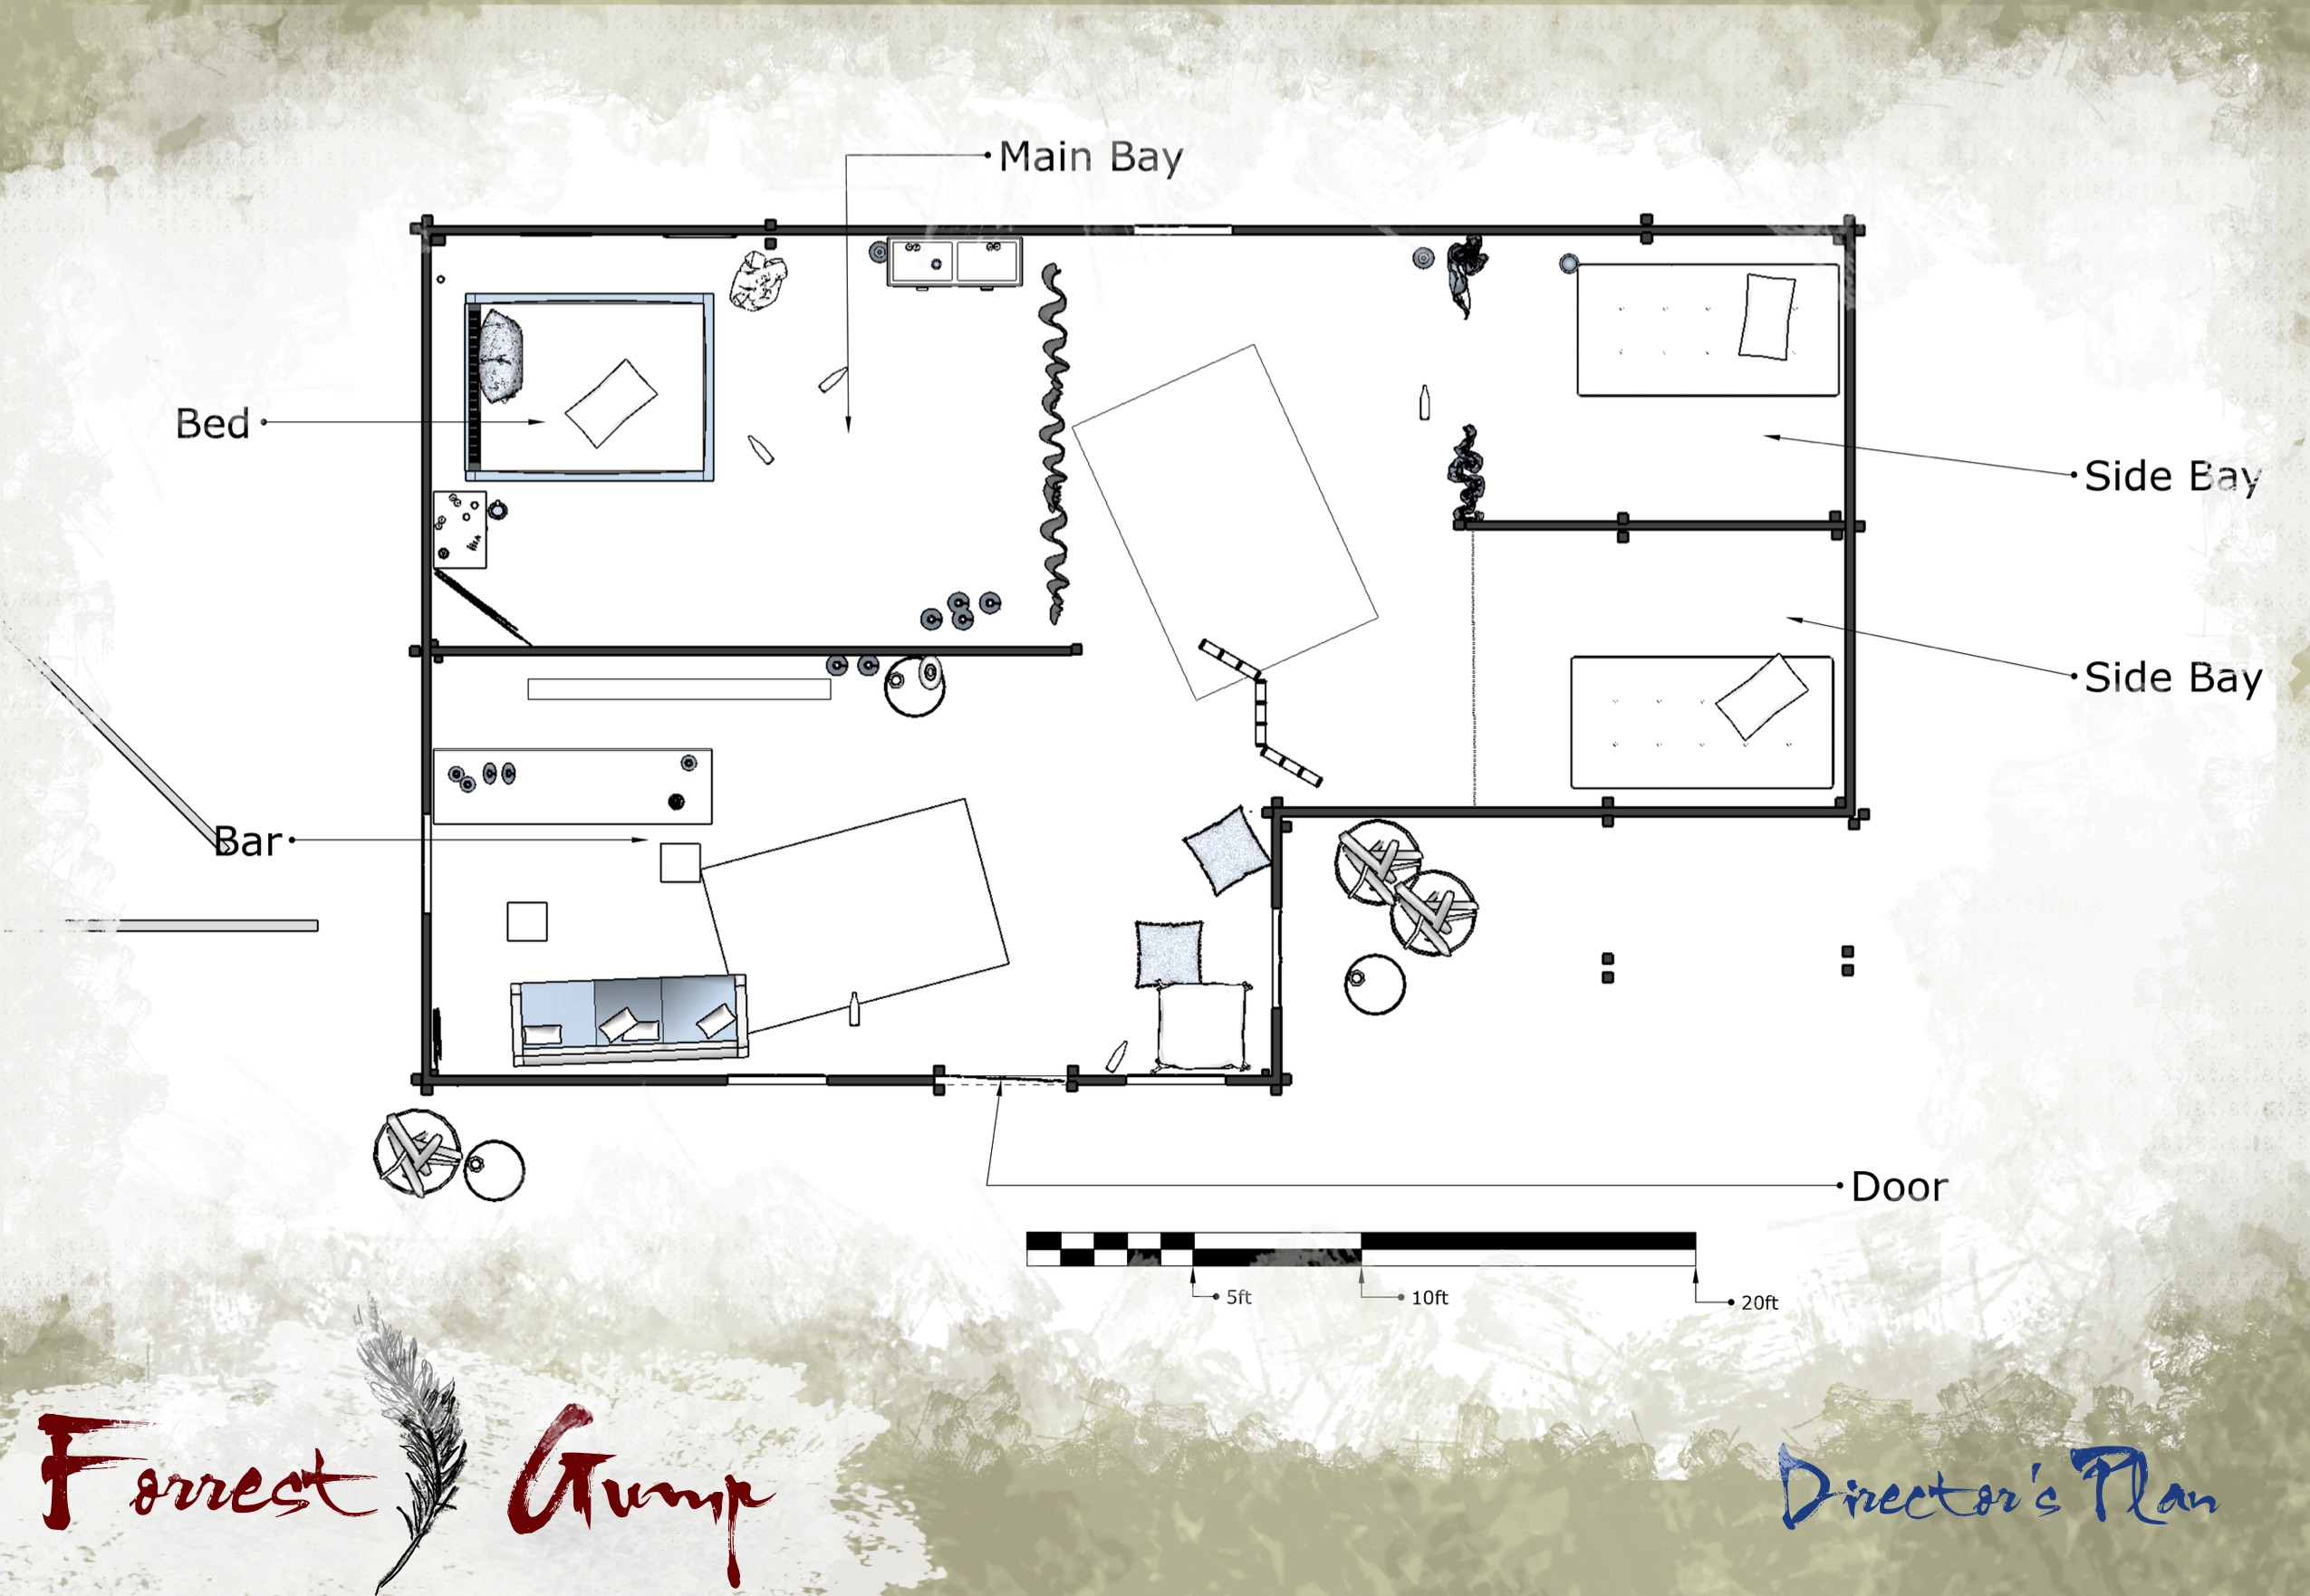 Main Bay
Bed
Side Bay
Side Bay
Bar
Door
5ft
10ft
20ft
Forrest Gump
Director's Plan